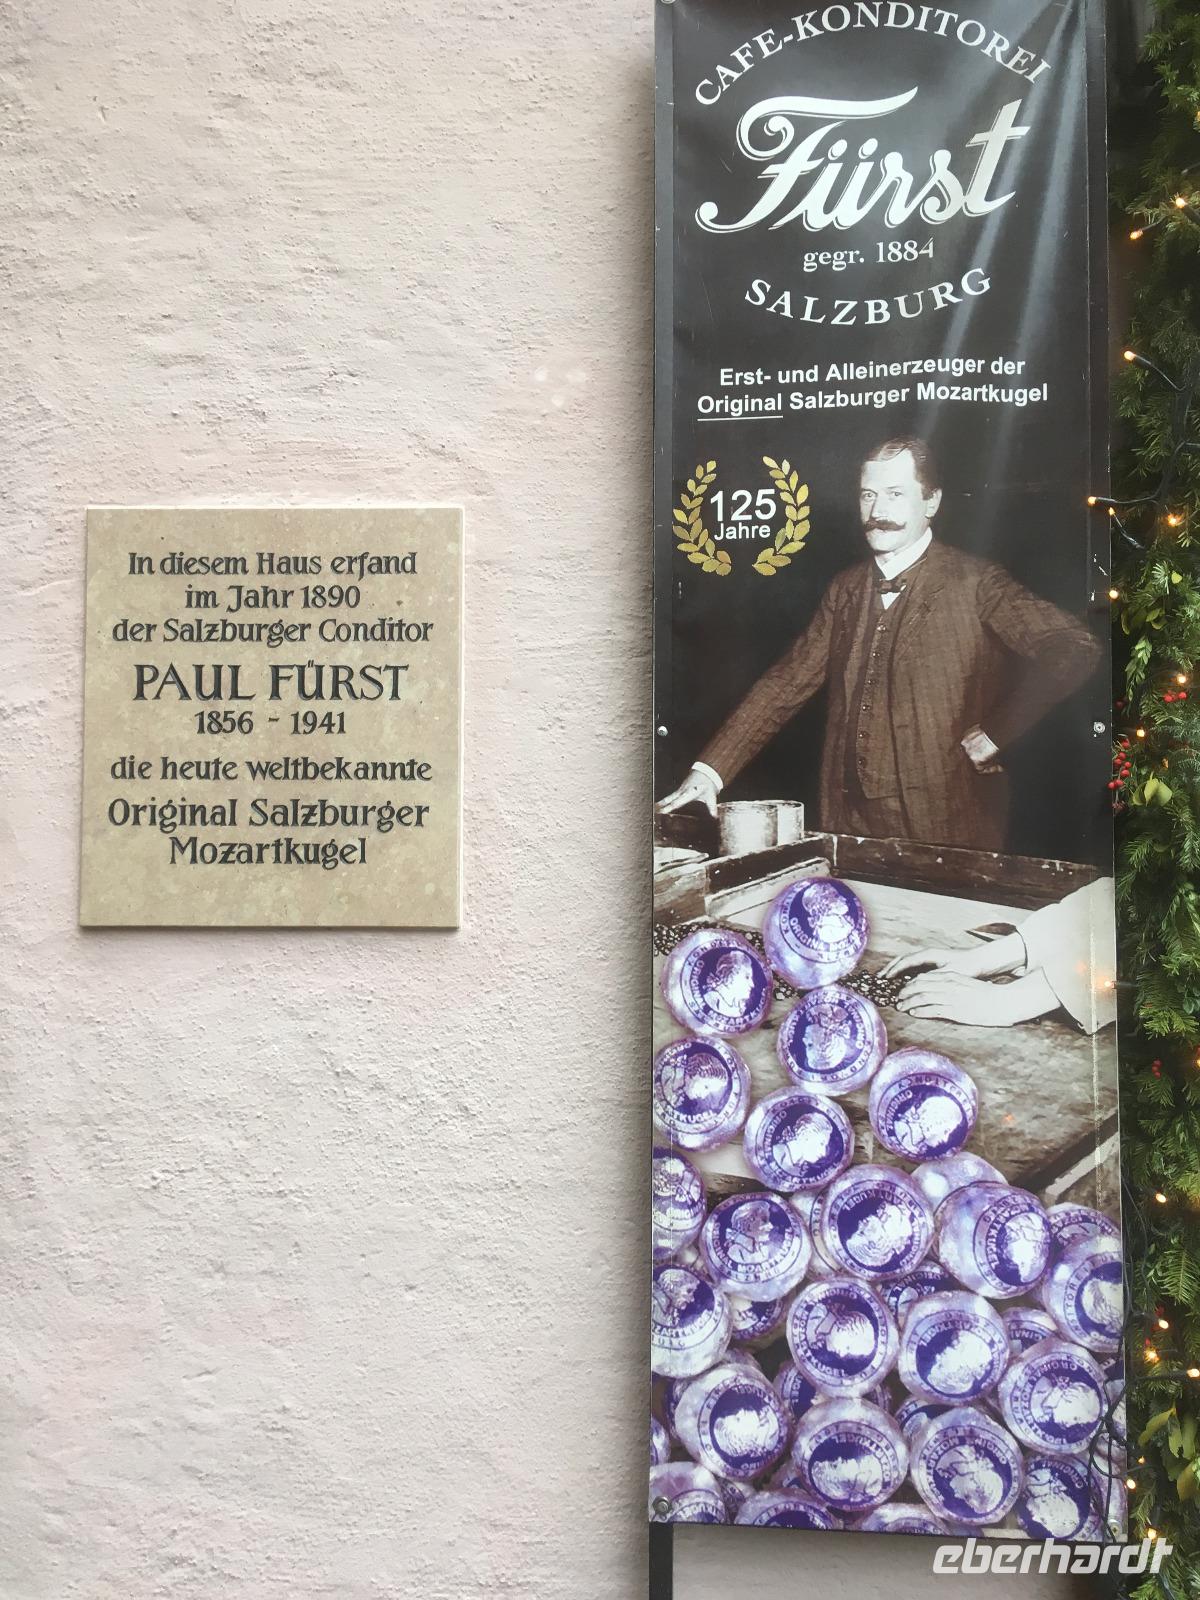 In diesem Haus erfand
im Jahr 1890
der Salzburger Conditor
PAUL FÜRST
1856 - 1941
die heute weltbekannte
Original Salzburger
Mozartkugel
CAFE-KONDITOREI
Fürst
gegr. 1884
SALZBURG
Erst- und Alleinerzeuger der
Original Salzburger Mozartkugel
125
Jahre
eberhardt